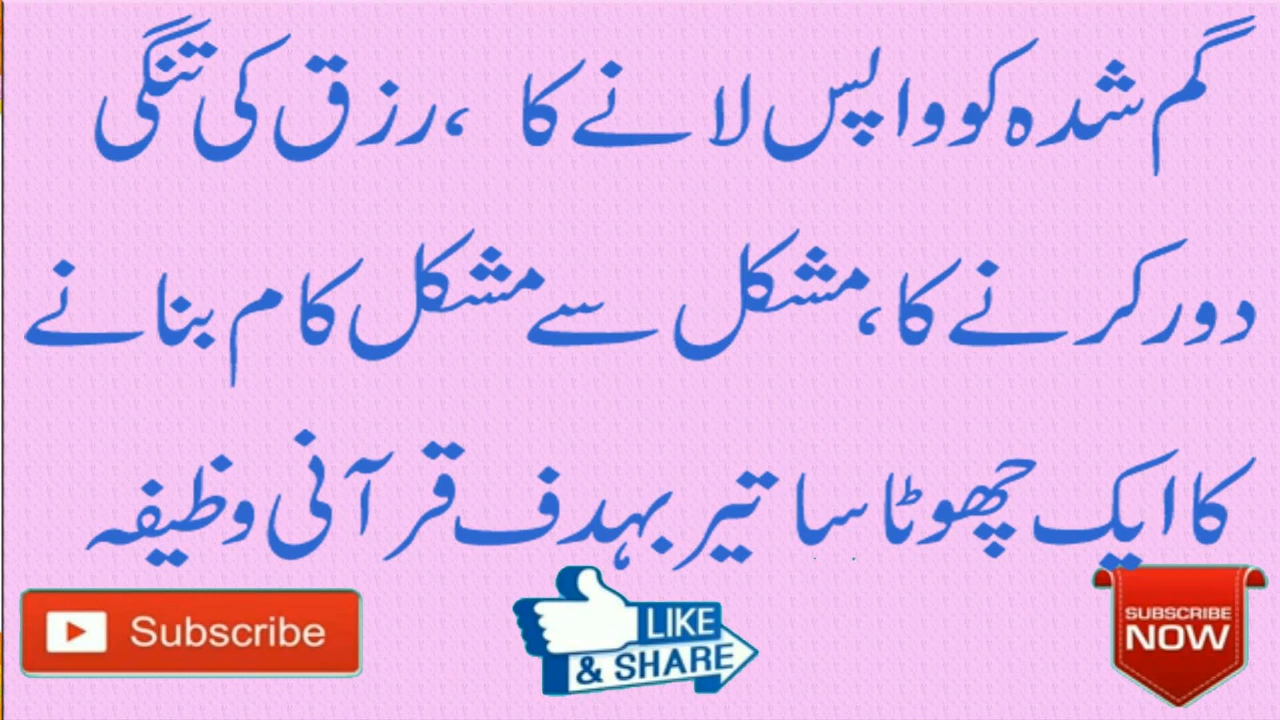 گم شدہ کو واپس لانے کا ، رزق کی تنگی
دور کرنے کا ، مشکل سے مشکل کام بنانے
کا ایک چھوٹا سا تیر بہدف قرآنی وظیفہ
Subscribe
LIKE
& SHARE
SUBSCRIBE
NOW